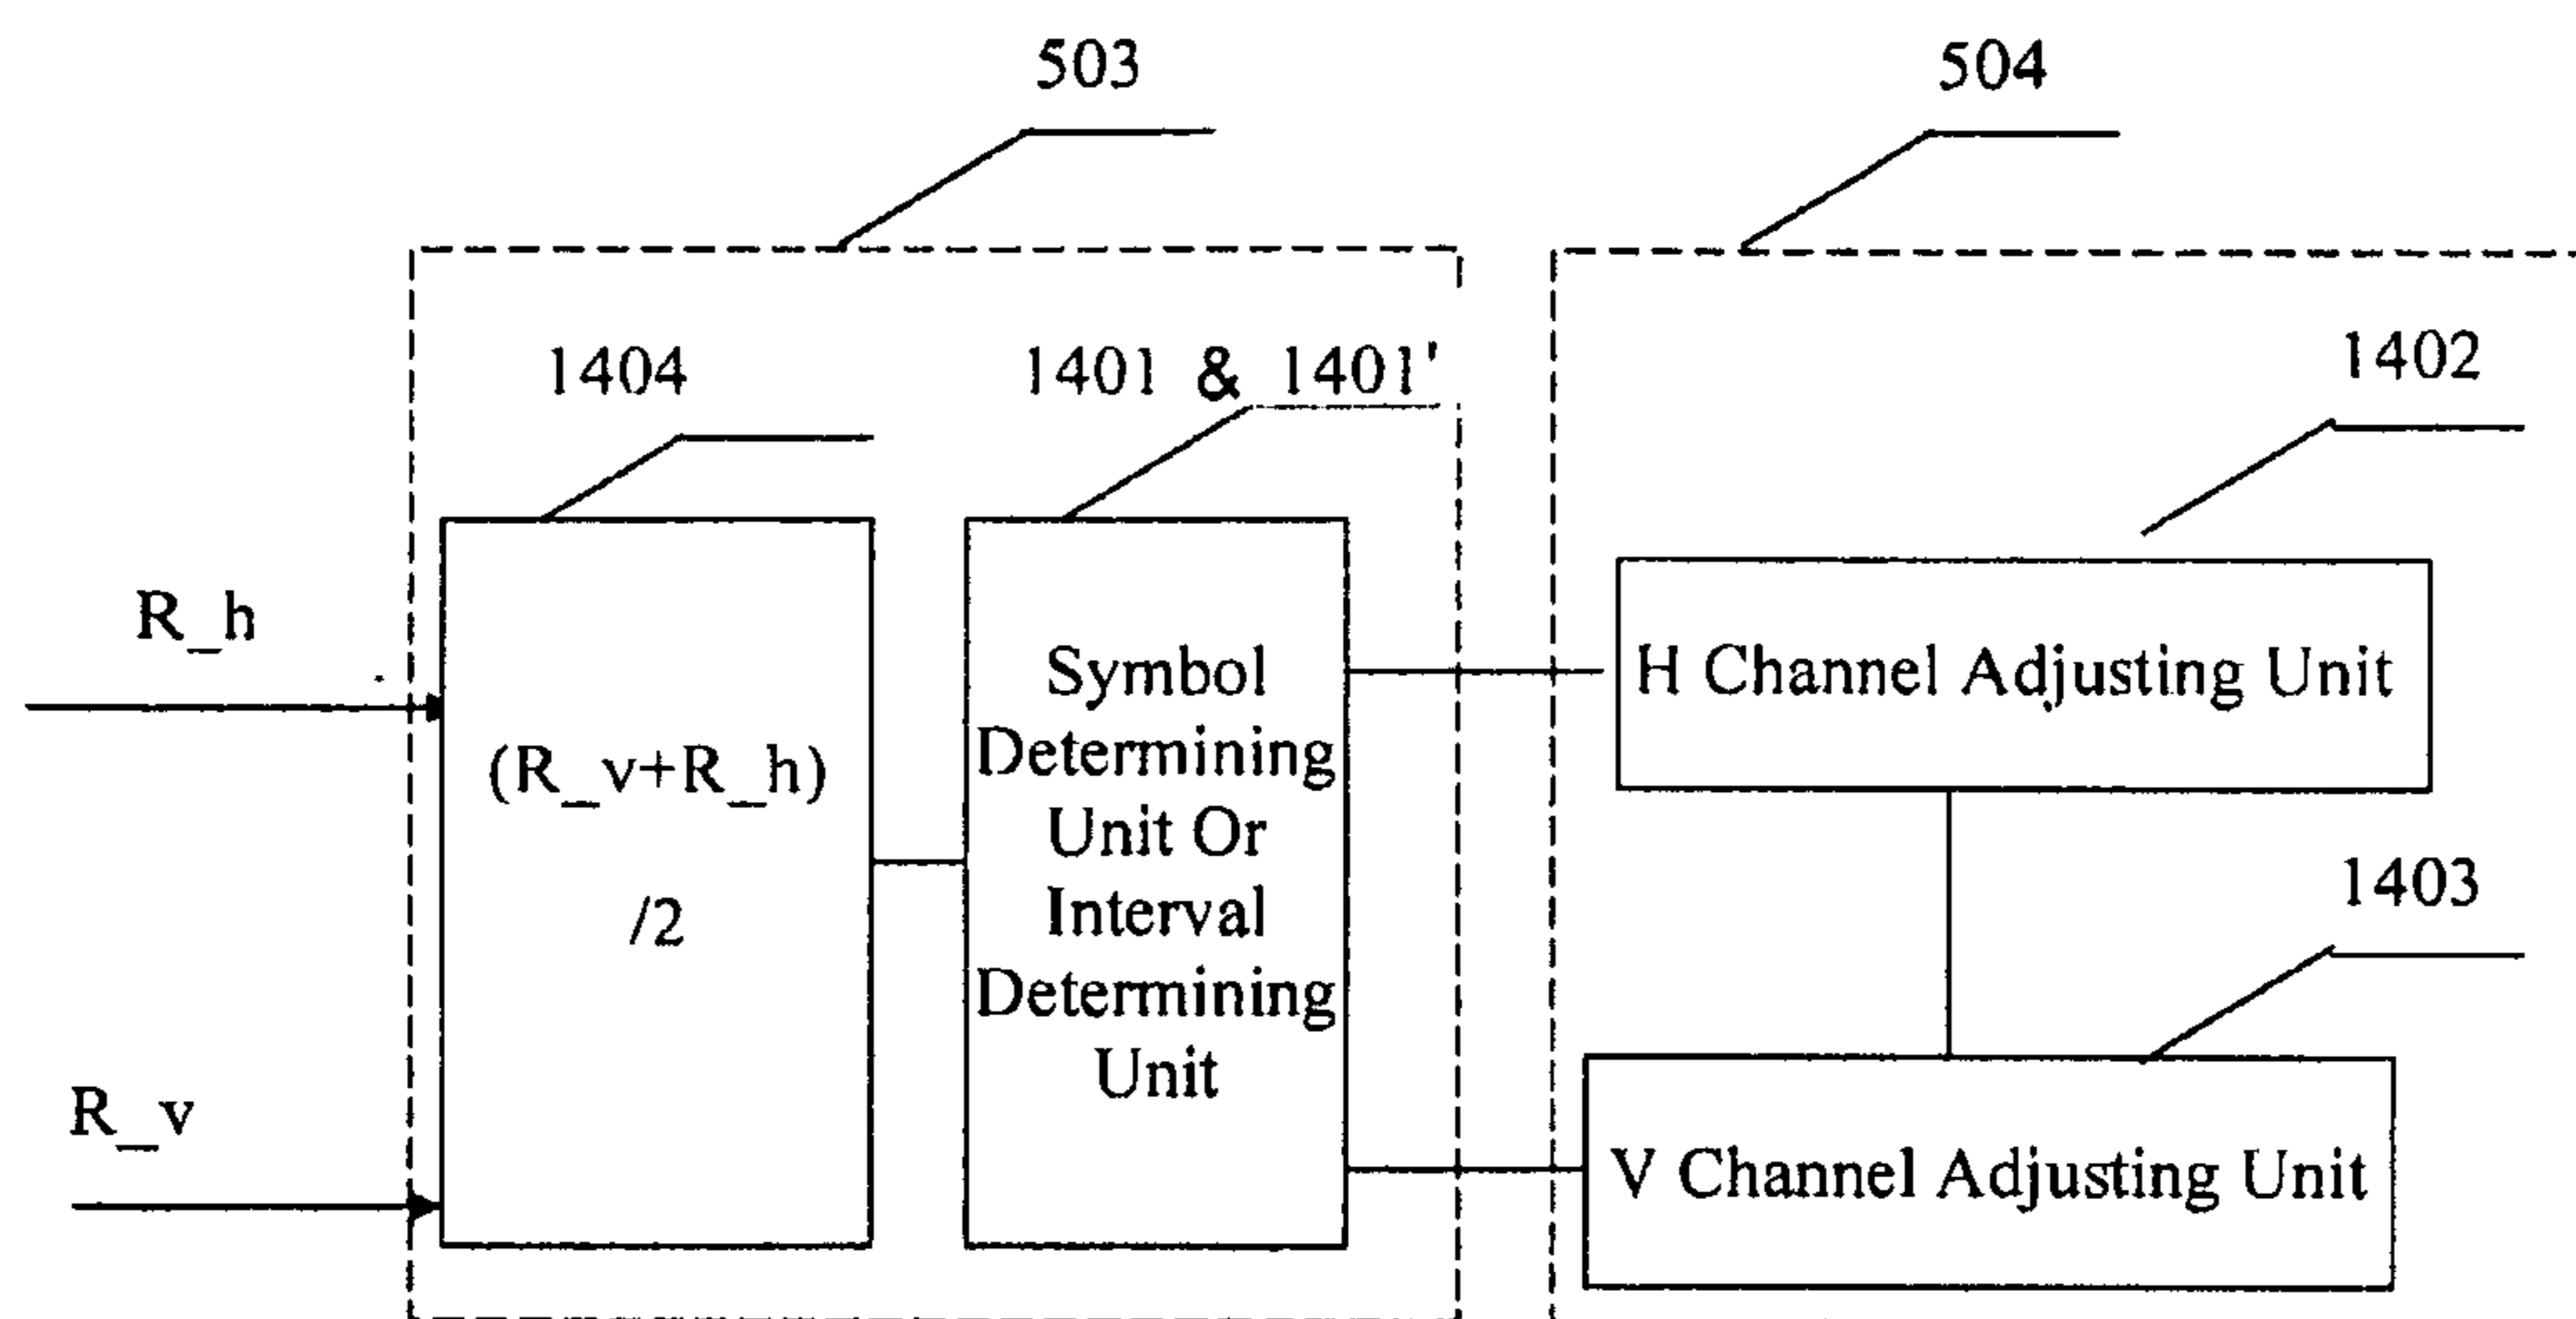 503
504
1404
1401 & 1401'
1402
R_h
(R_v+R_h)
/2
Symbol
Determining
Unit Or
Interval
Determining
Unit
H Channel Adjusting Unit
1403
R_v
V Channel Adjusting Unit